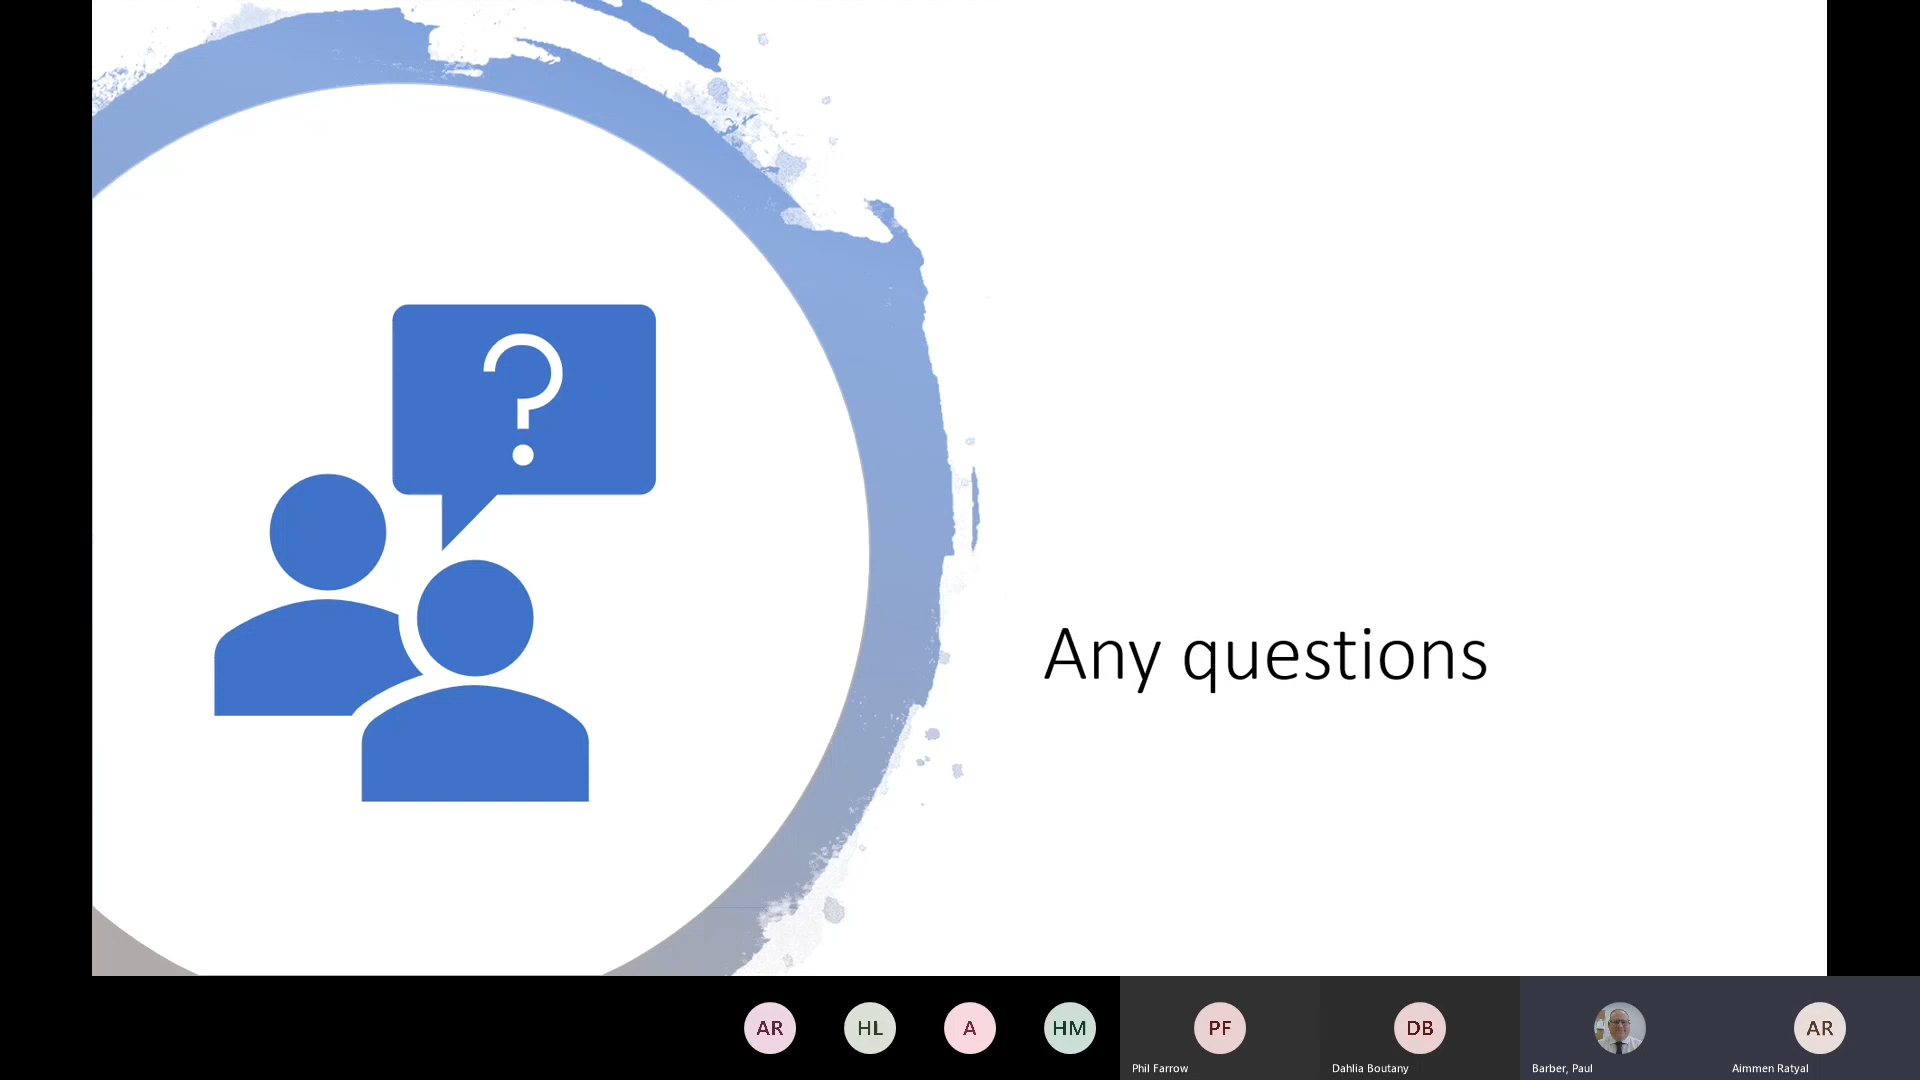 ?
Any questions
AR
HL
A
HM
PF
DB
AR
Phil Farrow
Dahlia Boutany
Barber, Paul
Aimmen Ratyal